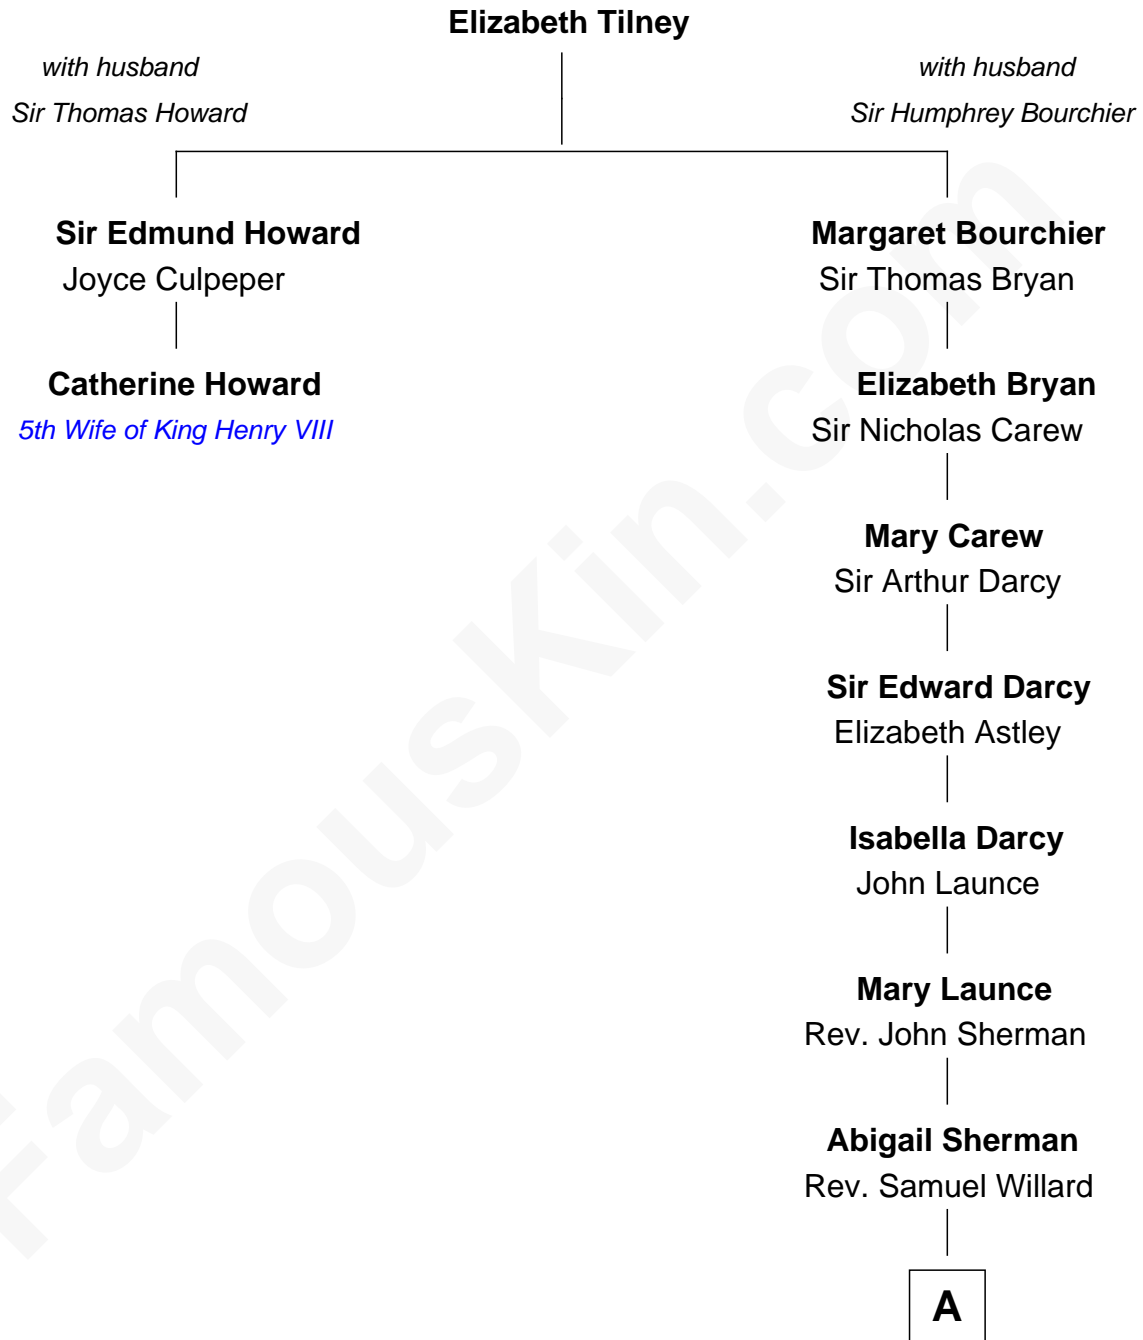 Elizabeth Tilney
with husband
Sir Thomas Howard
with husband
Sir Humphrey Bourchier
Sir Edmund Howard
Joyce Culpeper
Catherine Howard
5th Wife of King Henry VIII
Margaret Bourchier
Sir Thomas Bryan
Elizabeth Bryan
Sir Nicholas Carew
Mary Carew
Sir Arthur Darcy
Sir Edward Darcy
Elizabeth Astley
Isabella Darcy
John Launce
Mary Launce
Rev. John Sherman
Abigail Sherman
Rev. Samuel Willard
A
FamousKin.com